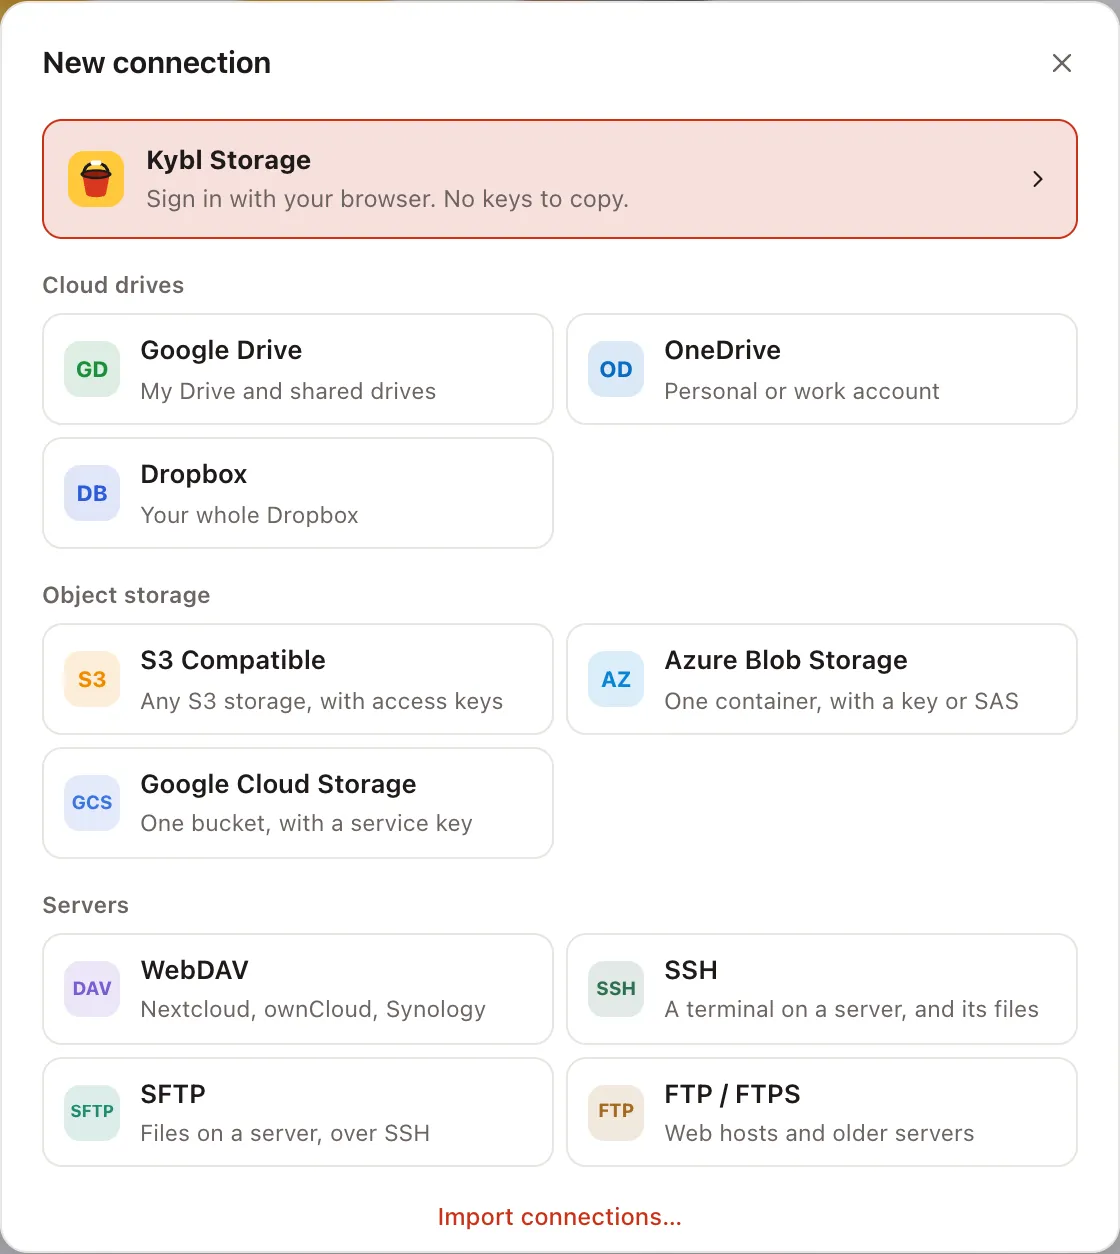 New connection
Kybl Storage
Sign in with your browser. No keys to copy.
Cloud drives
GD
Google Drive
My Drive and shared drives
OD
OneDrive
Personal or work account
DB
Dropbox
Your whole Dropbox
Object storage
S3
S3 Compatible
Any S3 storage, with access keys
AZ
Azure Blob Storage
One container, with a key or SAS
GCS
Google Cloud Storage
One bucket, with a service key
Servers
DAV
WebDAV
Nextcloud, ownCloud, Synology
SSH
SSH
A terminal on a server, and its files
SFTP
SFTP
Files on a server, over SSH
FTP
FTP / FTPS
Web hosts and older servers
Import connections...